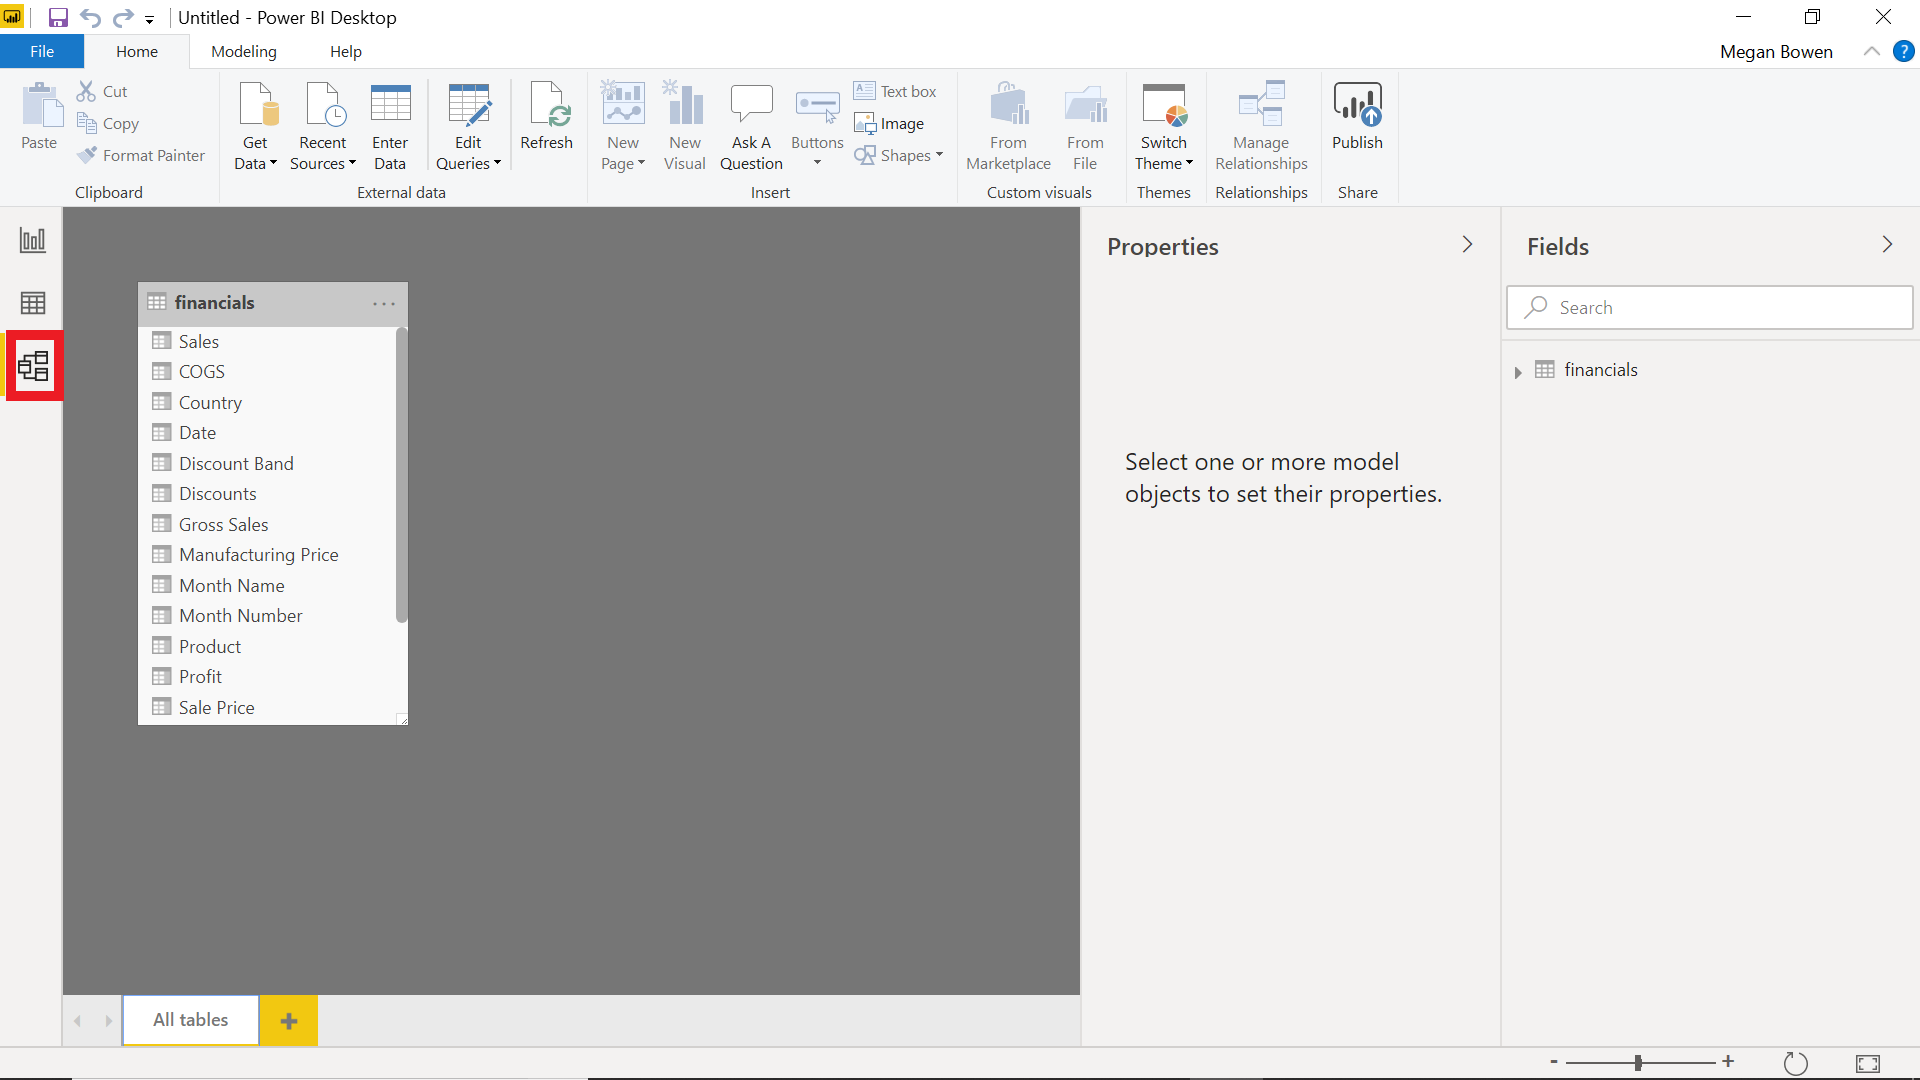 Untitled - Power BI Desktop
File Home Modeling Help Megan Bowen ?
Paste
Cut
Copy
Format Painter
Clipboard
Get Data
Recent Sources
Enter Data
Edit Queries
Refresh
External data
New Page
New Visual
Ask A Question
Buttons
Text box
Image
Shapes
Insert
From Marketplace
From File
Custom visuals
Switch Theme
Themes
Manage Relationships
Relationships
Publish
Share
financials ...
Sales
COGS
Country
Date
Discount Band
Discounts
Gross Sales
Manufacturing Price
Month Name
Month Number
Product
Profit
Sale Price
Properties
Select one or more model
objects to set their properties.
Fields
Search
financials
All tables +
- +